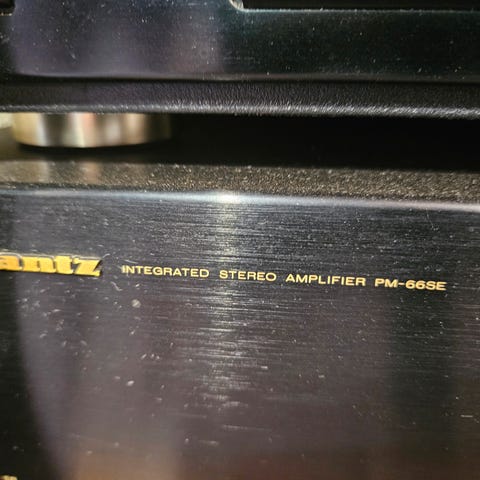 antz INTEGRATED STEREO AMPLIFIER PM-66SE